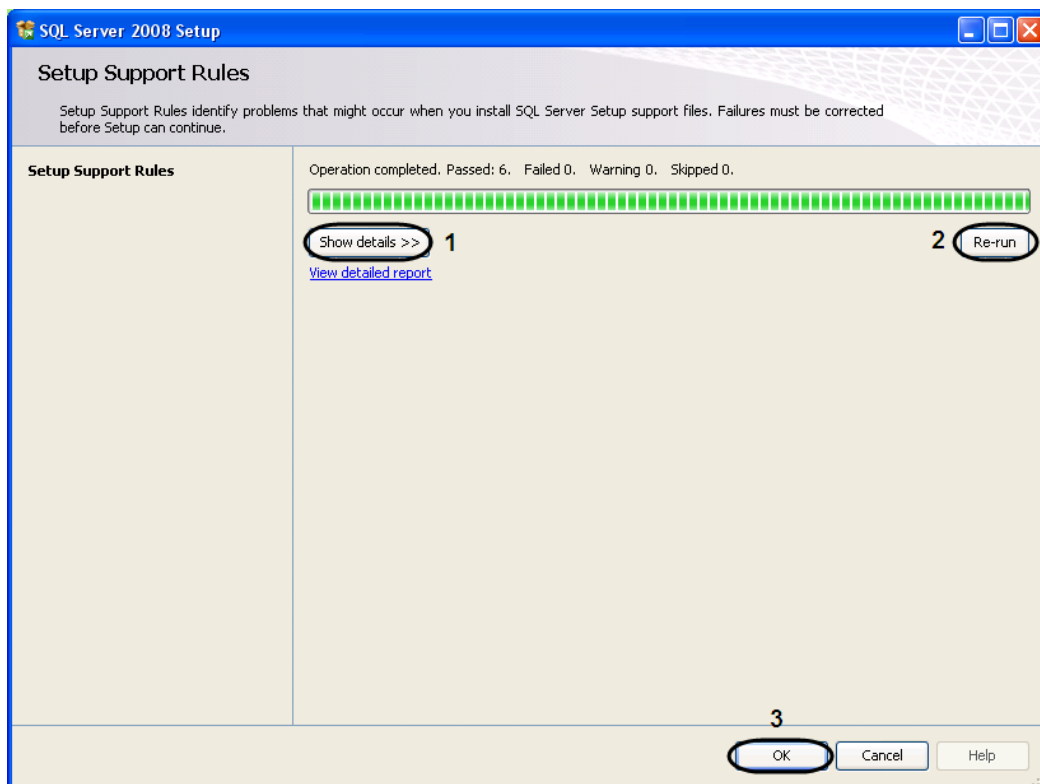 SQL Server 2008 Setup
Setup Support Rules
Setup Support Rules identify problems that might occur when you install SQL Server Setup support files. Failures must be corrected
before Setup can continue.
Setup Support Rules
Operation completed. Passed: 6. Failed 0. Warning 0. Skipped 0.
Show details >> 1
2 Re-run
View detailed report
3
OK Cancel Help